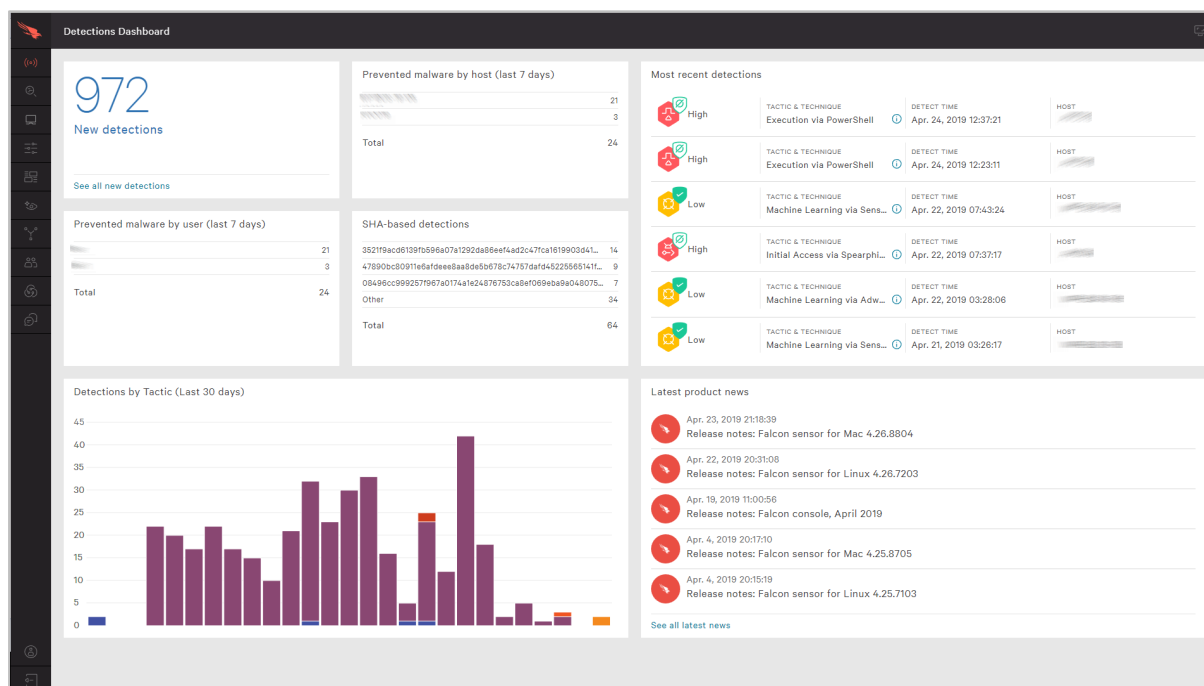 Detections Dashboard
972
New detections
See all new detections
Prevented malware by host (last 7 days)
21
3
Total 24
Prevented malware by user (last 7 days)
21
3
Total 24
SHA-based detections
3521f9acd6139fb596a07a1292da86eef4ad2c47fca1619903d41... 14
47890bc80911e6afdeee8aa8de5b678c74757dafd45225565141f... 9
08496cc999257f967a0174a1e24876753ca8ef069eba9a048075... 7
Other 34
Total 64
Most recent detections
High TACTIC & TECHNIQUE DETECT TIME HOST
Execution via PowerShell Apr. 24, 2019 12:37:21
High TACTIC & TECHNIQUE DETECT TIME HOST
Execution via PowerShell Apr. 24, 2019 12:23:11
Low TACTIC & TECHNIQUE DETECT TIME HOST
Machine Learning via Sens... Apr. 22, 2019 07:43:24
High TACTIC & TECHNIQUE DETECT TIME HOST
Initial Access via Spearphi... Apr. 22, 2019 07:37:17
Low TACTIC & TECHNIQUE DETECT TIME HOST
Machine Learning via Adw... Apr. 22, 2019 03:28:06
Low TACTIC & TECHNIQUE DETECT TIME HOST
Machine Learning via Sens... Apr. 21, 2019 03:26:17
Detections by Tactic (Last 30 days)
45
40
35
30
25
20
15
10
5
0
Latest product news
Apr. 23, 2019 21:18:39
Release notes: Falcon sensor for Mac 4.26.8804
Apr. 22, 2019 20:31:08
Release notes: Falcon sensor for Linux 4.26.7203
Apr. 19, 2019 11:00:56
Release notes: Falcon console, April 2019
Apr. 4, 2019 20:17:10
Release notes: Falcon sensor for Mac 4.25.8705
Apr. 4, 2019 20:15:19
Release notes: Falcon sensor for Linux 4.25.7103
See all latest news